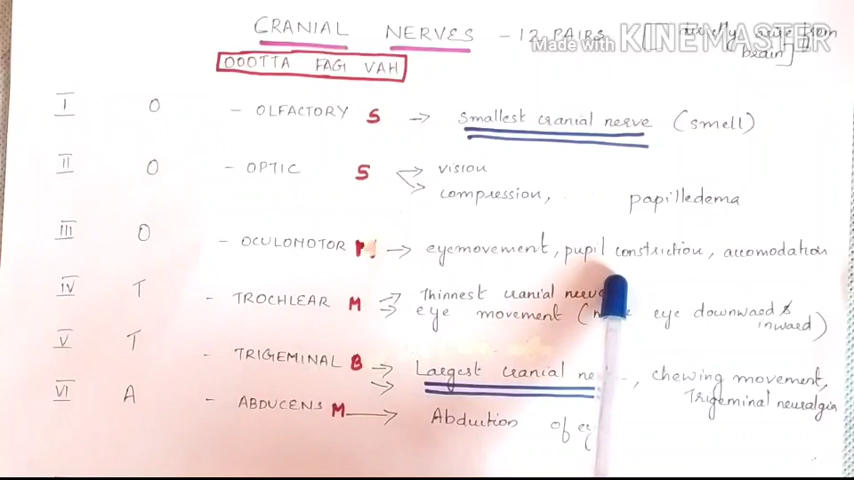 CRANIAL NERVES - 12 PAIRS [ from
Made with KINEMASTER
brain]
OOOTTA FAGI VAH
I O - OLFACTORY S → Smallest cranial nerve (smell)
II O - OPTIC S vision
compression, papilledema
III O - OCULOMOTOR → eyemovement, pupil constriction, accomodation
IV T - TROCHLEAR M Thinnest cranial nerve
eye movement ( eye downward & inward)
V T - TRIGEMINAL B Largest cranial , chewing movement,
Trigeminal neuralgia
VI A - ABDUCENS M → Abduction of